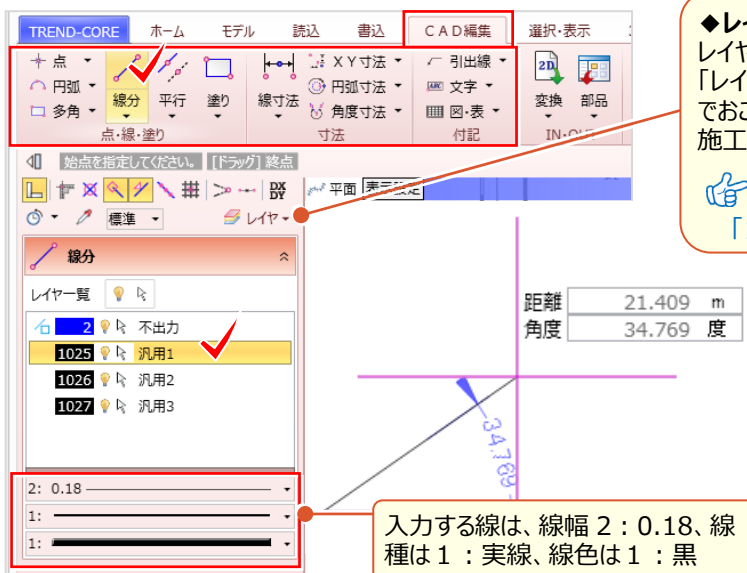 TREND-CORE ホーム モデル 読込 書込 CAD編集 選択･表示
点 XY寸法 引出線
円弧 円弧寸法 文字
多角 線分 平行 塗り 線寸法 角度寸法 図･表 変換 部品
点･線･塗り 寸法 付記 IN･OUT
始点を指定してください。 [ドラッグ] 終点
平面 表示設定
標準 レイヤ
線分
レイヤ一覧
2 不出力
1025 汎用1
1026 汎用2
1027 汎用3
2: 0.18
1:
1:
距離 21.409 m
角度 34.769 度
34.769
◆レイ
レイヤ
「レイ
でおこ
施工
「
入力する線は、線幅 2：0.18、線
種は 1 ：実線、線色は 1 ：黒